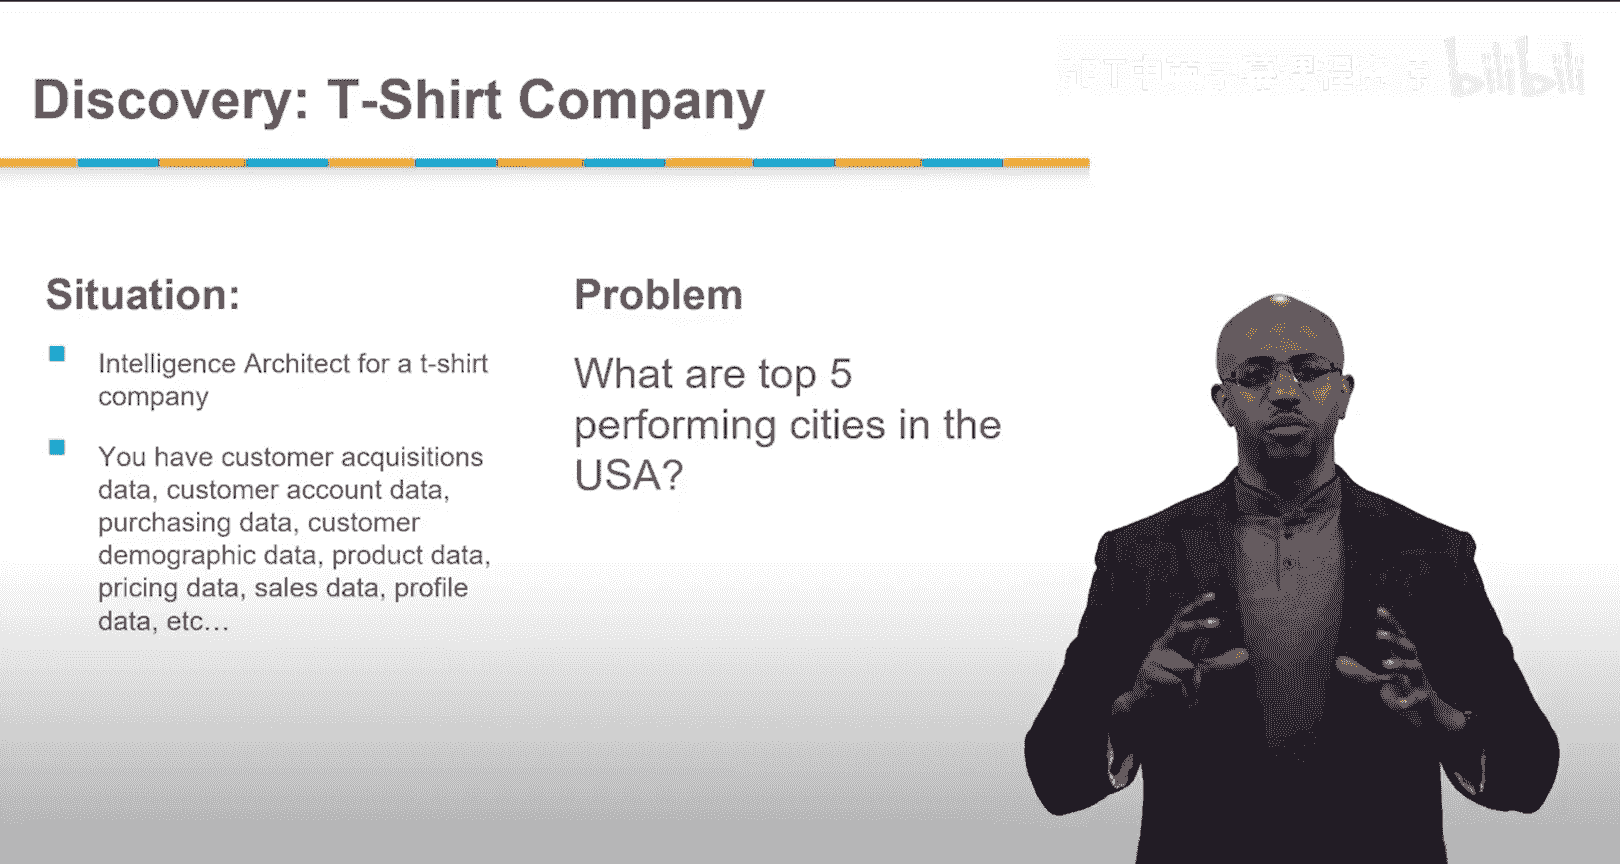 bilibili
Discovery: T-Shirt Company
Situation:
Intelligence Architect for a t-shirt
company
You have customer acquisitions
data, customer account data,
purchasing data, customer
demographic data, product data,
pricing data, sales data, profile
data, etc...
Problem
What are top 5
performing cities in the
USA?